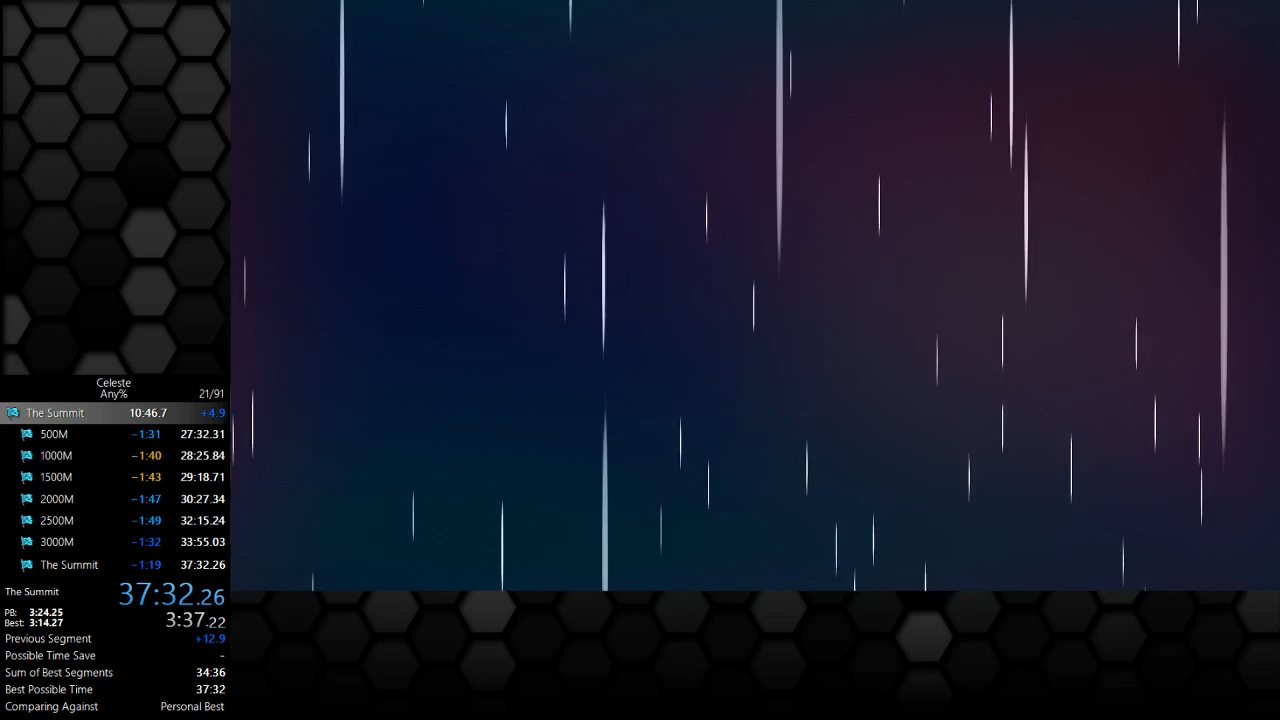 Celeste
Any% 21/91
The Summit 10:46.7 +4.9
500M −1:31 27:32.31
1000M −1:40 28:25.84
1500M −1:43 29:18.71
2000M −1:47 30:27.34
2500M −1:49 32:15.24
3000M −1:32 33:55.03
The Summit −1:19 37:32.26
The Summit 37:32.26
PB: 3:24.25
Best: 3:14.27 3:37.22
Previous Segment +12.9
Possible Time Save -
Sum of Best Segments 34:36
Best Possible Time 37:32
Comparing Against Personal Best